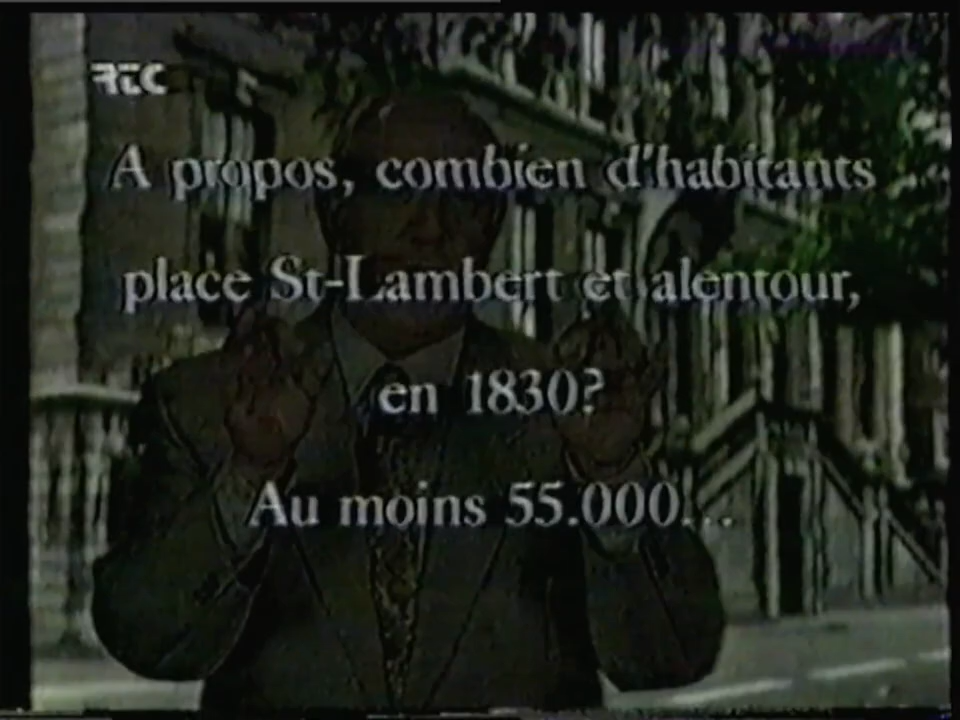 RTC
A propos, combien d'habitants
place St-Lambert et alentour,
en 1830?
Au moins 55.000...